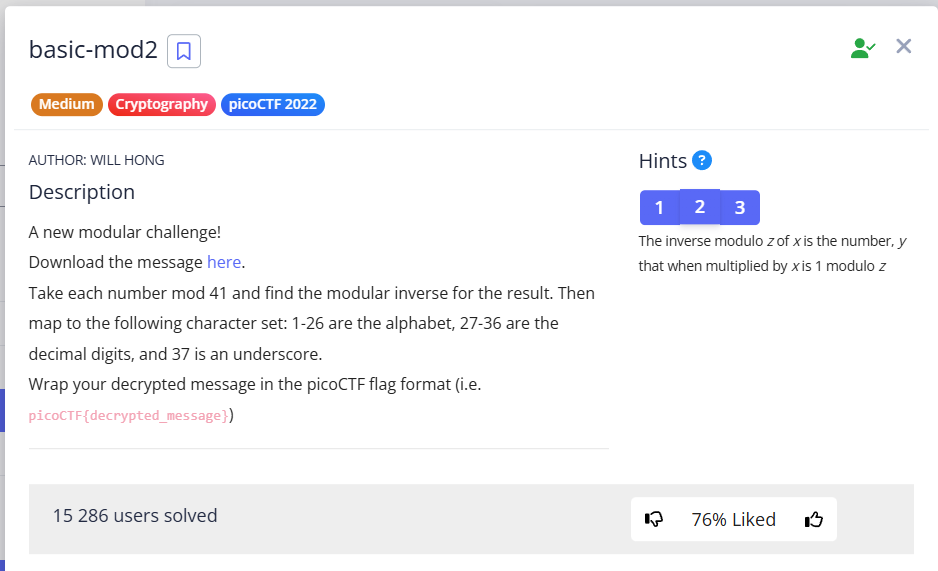 basic-mod2
Medium Cryptography picoCTF 2022
AUTHOR: WILL HONG
Description
A new modular challenge!
Download the message here.
Take each number mod 41 and find the modular inverse for the result. Then
map to the following character set: 1-26 are the alphabet, 27-36 are the
decimal digits, and 37 is an underscore.
Wrap your decrypted message in the picoCTF flag format (i.e.
picoCTF{decrypted_message})
Hints ?
1 2 3
The inverse modulo z of x is the number, y
that when multiplied by x is 1 modulo z
15 286 users solved
76% Liked